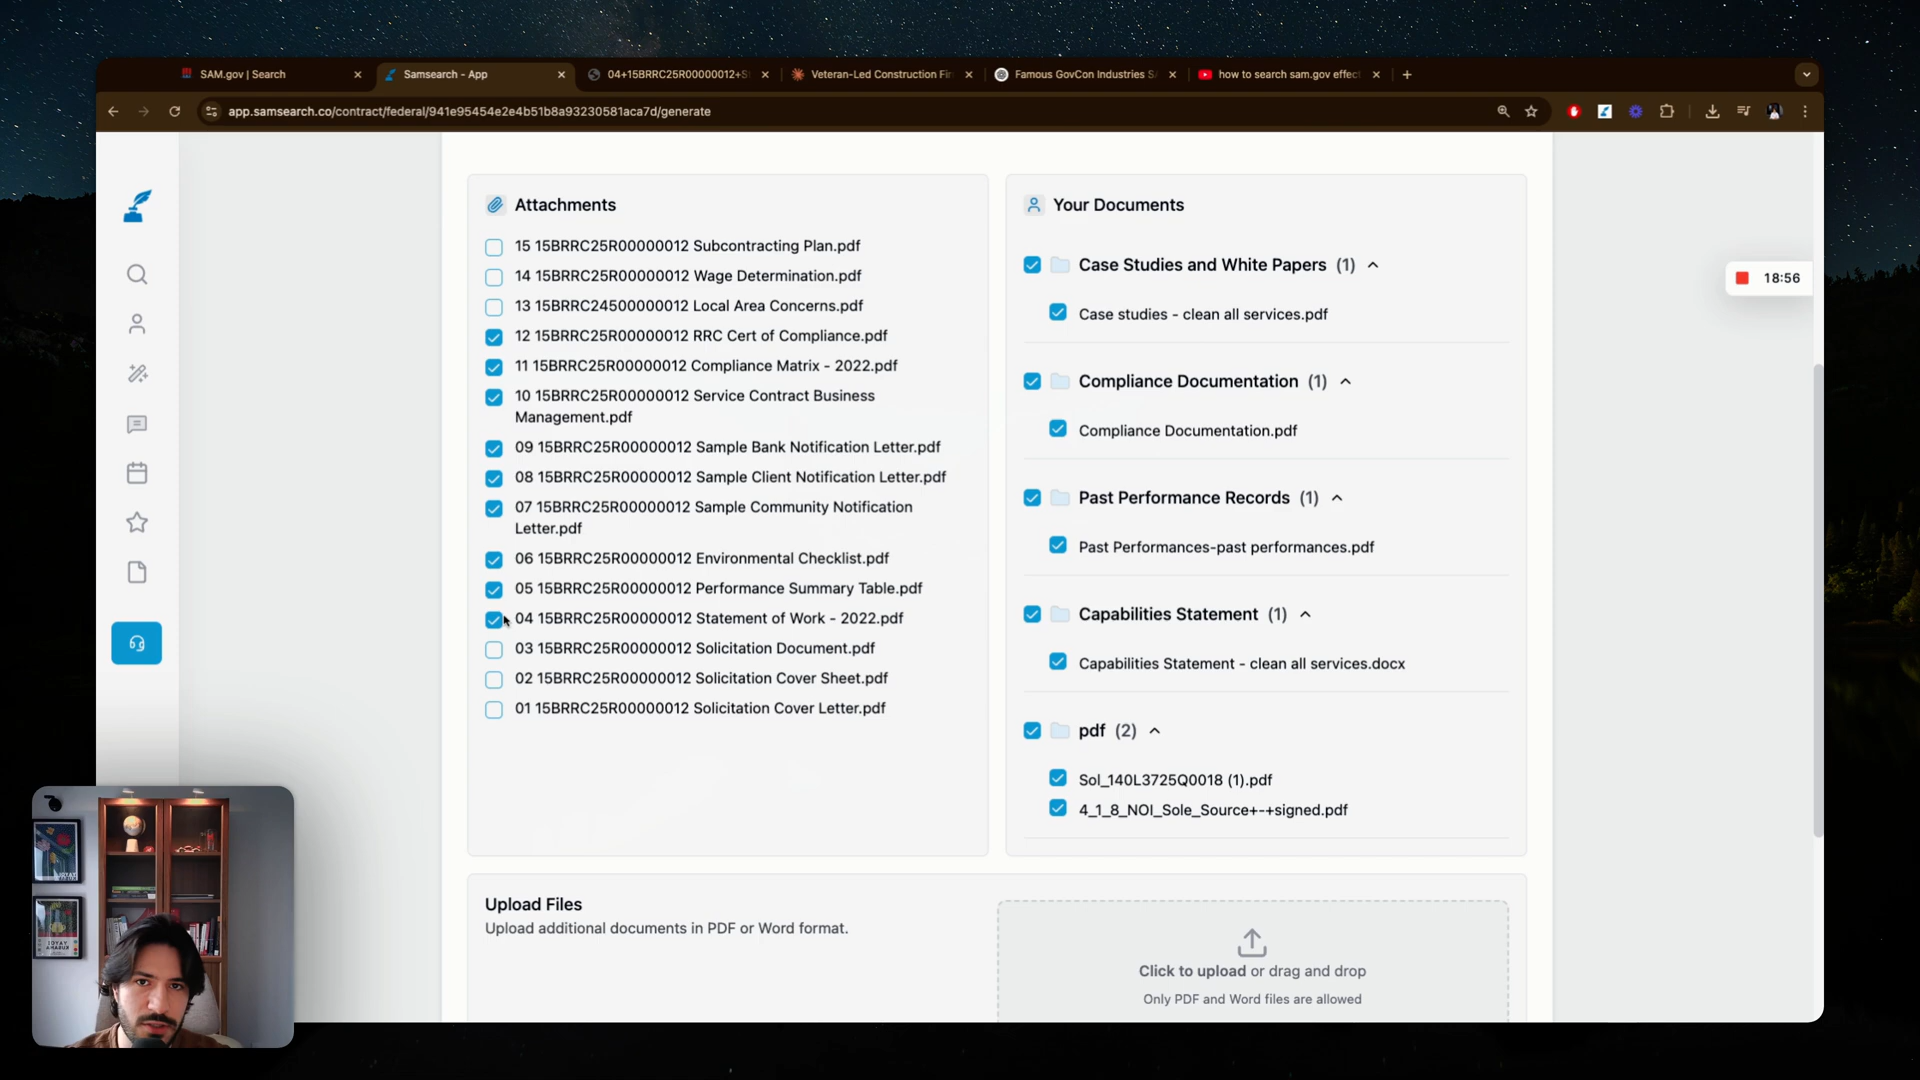 SAM.gov | Search
Samsearch - App
04+15BRRC25R00000012+S
Veteran-Led Construction Fir
Famous GovCon Industries S
how to search sam.gov effect
app.samsearch.co/contract/federal/941e95454e2e4b51b8a93230581aca7d/generate
Attachments
15 15BRRC25R00000012 Subcontracting Plan.pdf
14 15BRRC25R00000012 Wage Determination.pdf
13 15BRRC24500000012 Local Area Concerns.pdf
12 15BRRC25R00000012 RRC Cert of Compliance.pdf
11 15BRRC25R00000012 Compliance Matrix - 2022.pdf
10 15BRRC25R00000012 Service Contract Business
Management.pdf
09 15BRRC25R00000012 Sample Bank Notification Letter.pdf
08 15BRRC25R00000012 Sample Client Notification Letter.pdf
07 15BRRC25R00000012 Sample Community Notification
Letter.pdf
06 15BRRC25R00000012 Environmental Checklist.pdf
05 15BRRC25R00000012 Performance Summary Table.pdf
04 15BRRC25R00000012 Statement of Work - 2022.pdf
03 15BRRC25R00000012 Solicitation Document.pdf
02 15BRRC25R00000012 Solicitation Cover Sheet.pdf
01 15BRRC25R00000012 Solicitation Cover Letter.pdf
Your Documents
Case Studies and White Papers (1)
Case studies - clean all services.pdf
Compliance Documentation (1)
Compliance Documentation.pdf
Past Performance Records (1)
Past Performances-past performances.pdf
Capabilities Statement (1)
Capabilities Statement - clean all services.docx
pdf (2)
Sol_140L3725Q0018 (1).pdf
4_1_8_NOI_Sole_Source+-+signed.pdf
18:56
Upload Files
Upload additional documents in PDF or Word format.
Click to upload or drag and drop
Only PDF and Word files are allowed